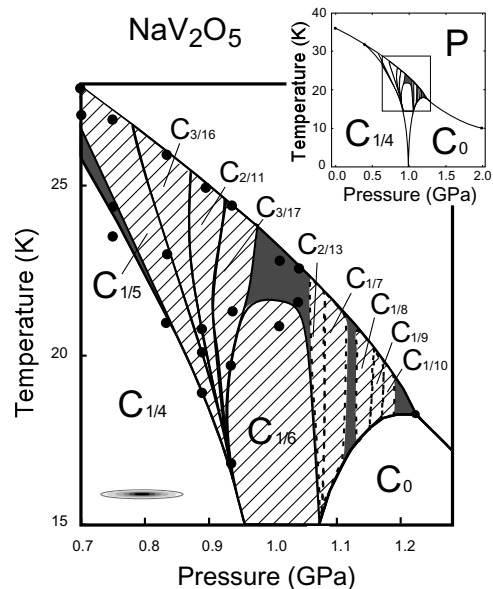 NaV₂O₅
Temperature (K)
40
30
20
10
0
P
C1/4
C0
0.0
0.5
1.0
1.5
2.0
Pressure (GPa)
Temperature (K)
25
20
15
C3/16
C2/11
C3/17
C2/13
C1/7
C1/8
C1/9
C1/10
C1/5
C1/4
C1/6
C0
0.7
0.8
0.9
1.0
1.1
1.2
Pressure (GPa)